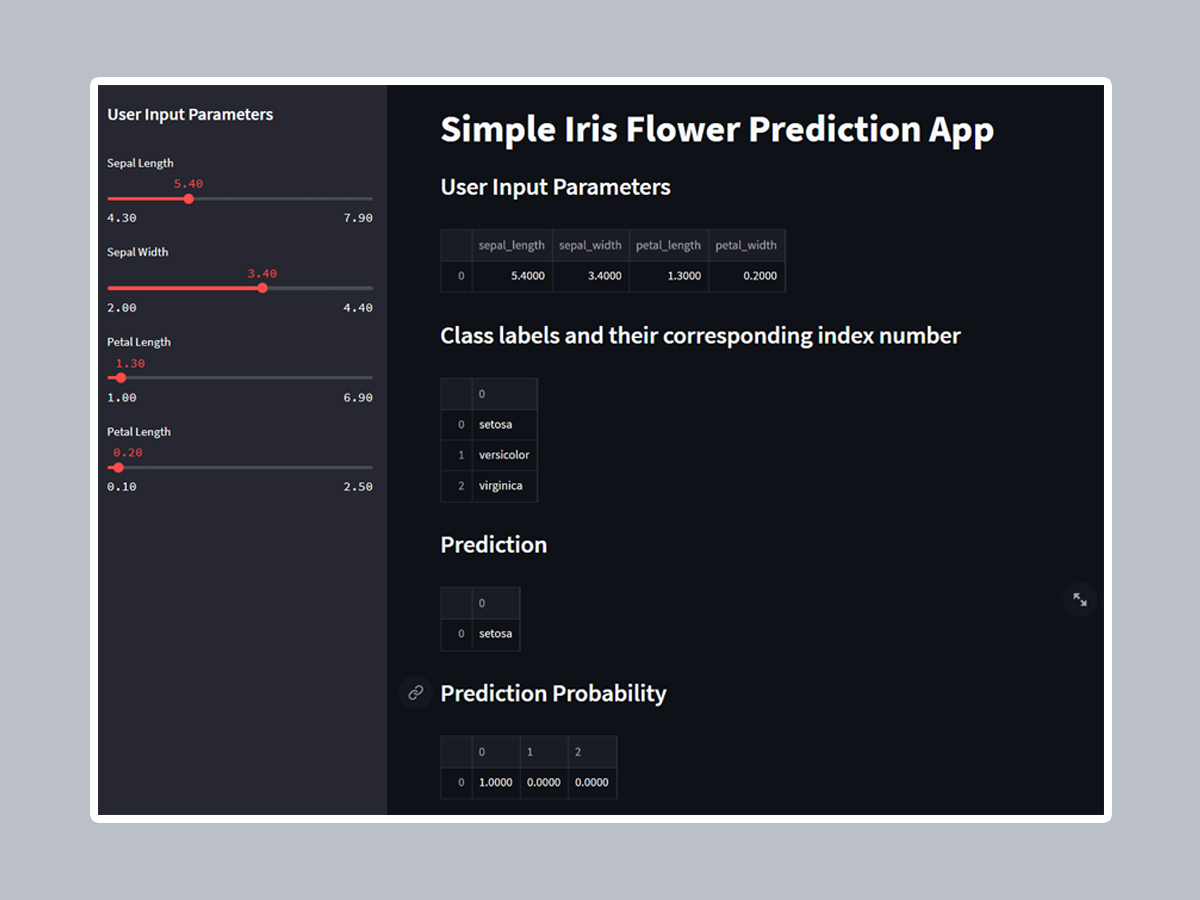 User Input Parameters
Sepal Length
5.40
4.30 7.90
Sepal Width
3.40
2.00 4.40
Petal Length
1.30
1.00 6.90
Petal Length
0.20
0.10 2.50
Simple Iris Flower Prediction App
User Input Parameters
sepal_length sepal_width petal_length petal_width
0 5.4000 3.4000 1.3000 0.2000
Class labels and their corresponding index number
0
0 setosa
1 versicolor
2 virginica
Prediction
0
0 setosa
Prediction Probability
0 1 2
0 1.0000 0.0000 0.0000